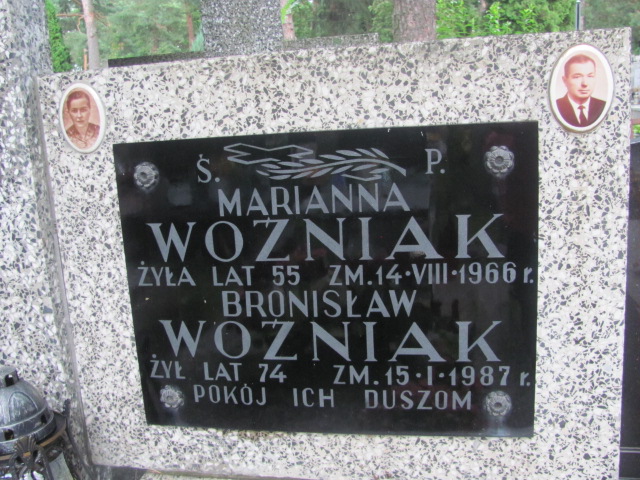 Ś. P.
MARIANNA
WOŹNIAK
ŻYŁA LAT 55 ZM. 14·VIII·1966 r.
BRONISŁAW
WOŹNIAK
ŻYŁ LAT 74 ZM. 15·I·1987 r.
POKÓJ ICH DUSZOM